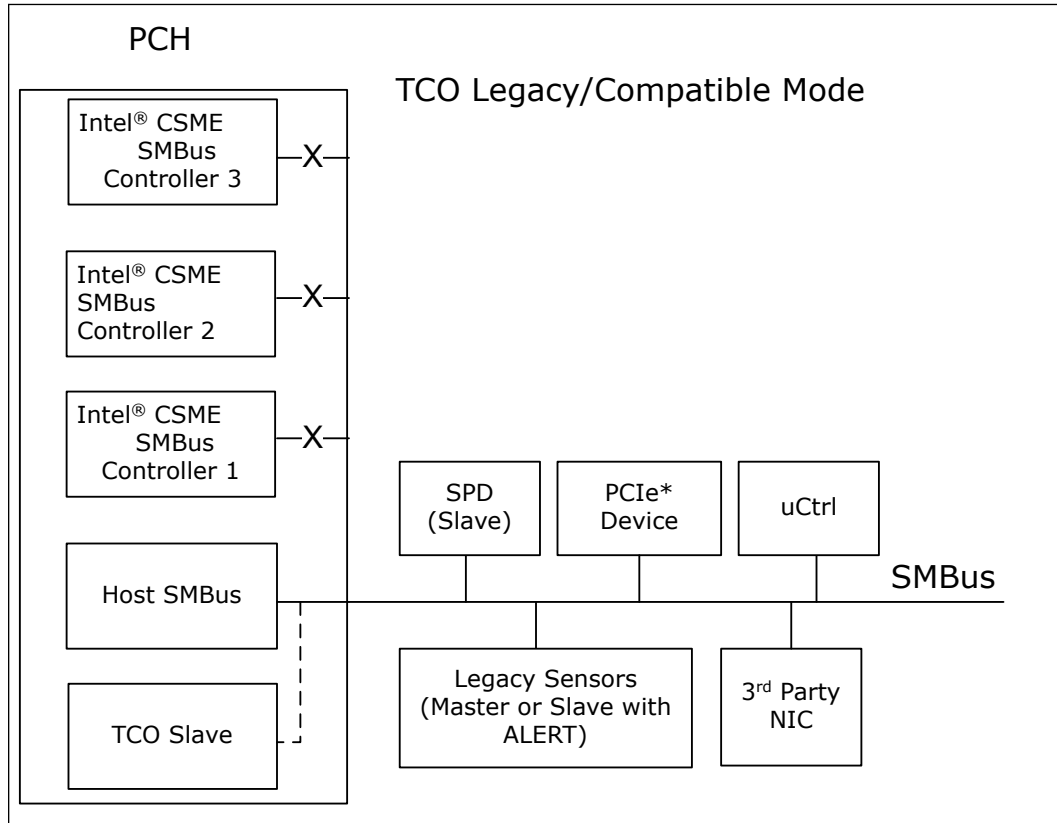 PCH
TCO Legacy/Compatible Mode
Intel® CSME
SMBus
Controller 3
X
Intel® CSME
SMBus
Controller 2
X
Intel® CSME
SMBus
Controller 1
X
SPD
(Slave)
PCIe*
Device
uCtrl
Host SMBus
SMBus
Legacy Sensors
(Master or Slave with
ALERT)
3rd Party
NIC
TCO Slave